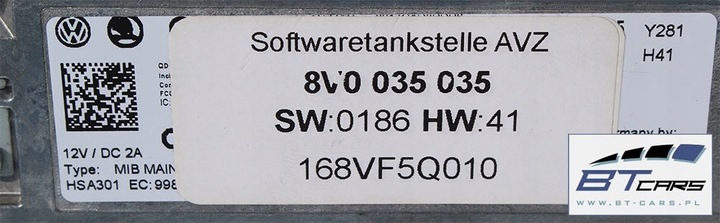 Y281
H41
Softwaretankstelle AVZ
8V0 035 035
SW:0186 HW:41
168VF5Q010
12V / DC 2A
Type: MIB MAIN
HSA301 EC:998
BT CARS
WWW.BT-CARS.PL